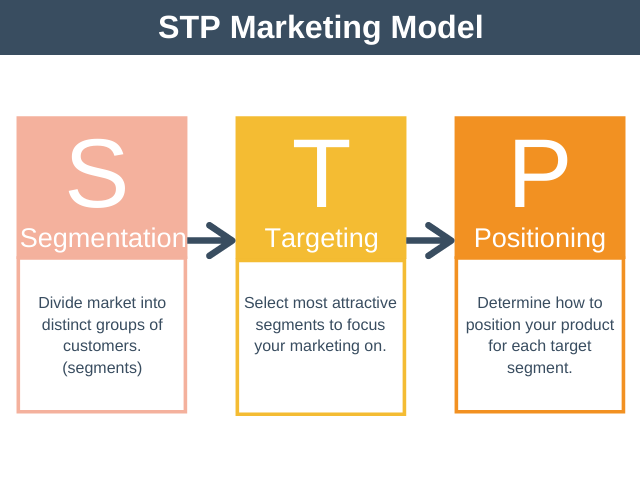 STP Marketing Model
S
Segmentation
Divide market into
distinct groups of
customers.
(segments)
T
Targeting
Select most attractive
segments to focus
your marketing on.
P
Positioning
Determine how to
position your product
for each target
segment.